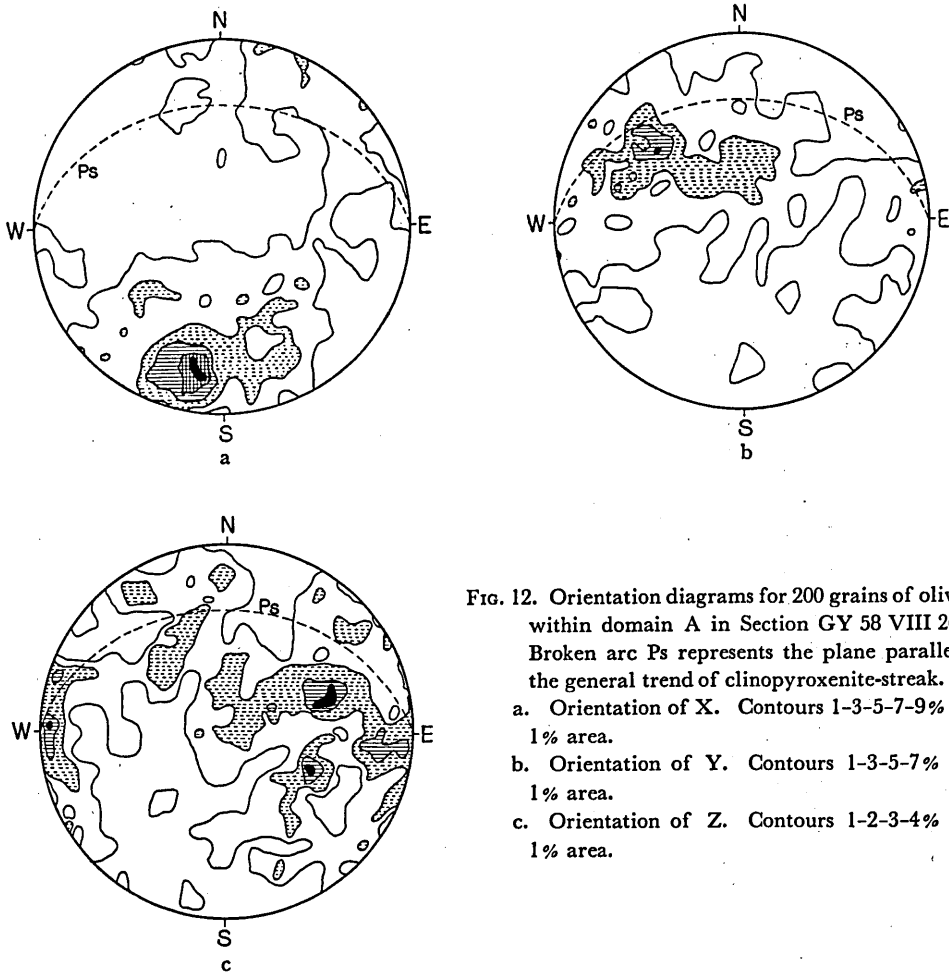 N
Ps
W
E
S
a
N
Ps
W
E
S
b
N
Ps
W
E
S
c
FIG. 12. Orientation diagrams for 200 grains of
within domain A in Section GY 58 VIII
Broken arc Ps represents the plane
the general trend of clinopyroxenite-streak.
a. Orientation of X. Contours 1-3-5-7-9%
1% area.
b. Orientation of Y. Contours 1-3-5-7%
1% area.
c. Orientation of Z. Contours 1-2-3-4%
1% area.